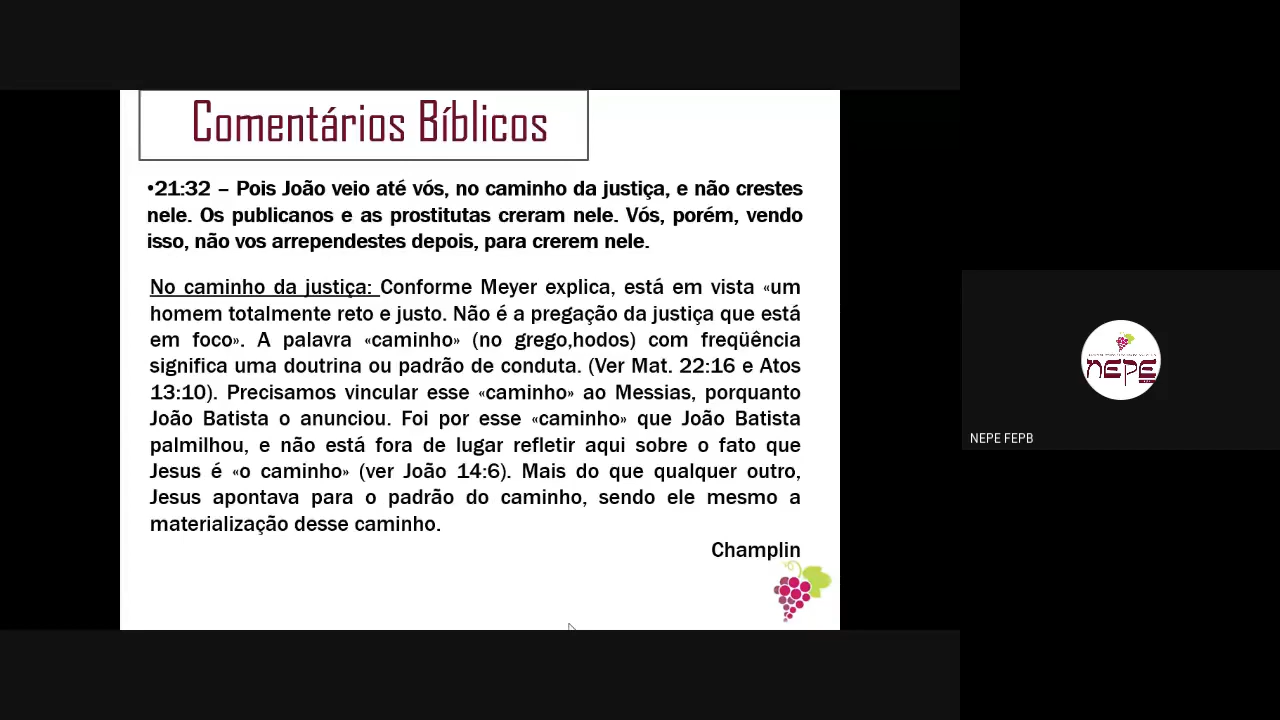 Comentários Bíblicos
•21:32 – Pois João veio até vós, no caminho da justiça, e não crestes
nele. Os publicanos e as prostitutas creram nele. Vós, porém, vendo
isso, não vos arrependestes depois, para crerem nele.
No caminho da justiça: Conforme Meyer explica, está em vista «um
homem totalmente reto e justo. Não é a pregação da justiça que está
em foco». A palavra «caminho» (no grego,hodos) com freqüência
significa uma doutrina ou padrão de conduta. (Ver Mat. 22:16 e Atos
13:10). Precisamos vincular esse «caminho» ao Messias, porquanto
João Batista o anunciou. Foi por esse «caminho» que João Batista
palmilhou, e não está fora de lugar refletir aqui sobre o fato que
Jesus é «o caminho» (ver João 14:6). Mais do que qualquer outro,
Jesus apontava para o padrão do caminho, sendo ele mesmo a
materialização desse caminho.
Champlin
NEPE
NEPE FEPB